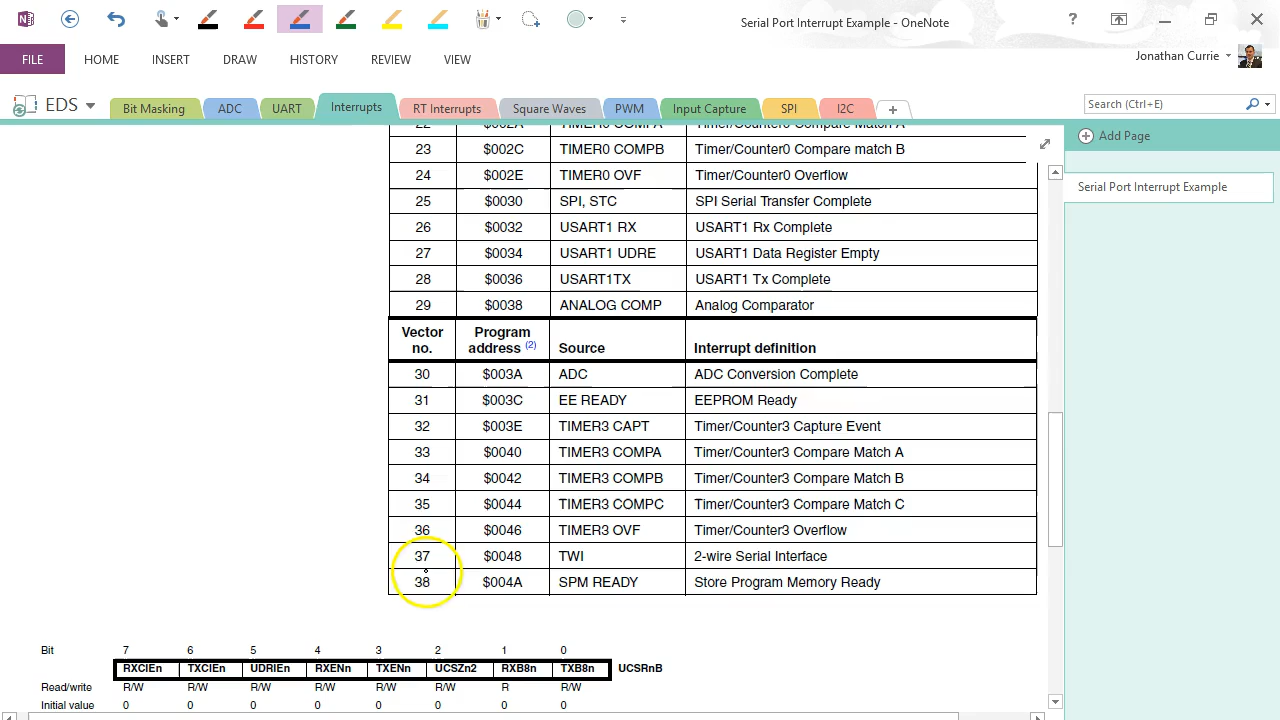 Serial Port Interrupt Example - OneNote
?
FILE HOME INSERT DRAW HISTORY REVIEW VIEW
Jonathan Currie
EDS
Bit Masking ADC UART Interrupts RT Interrupts Square Waves PWM Input Capture SPI I2C
Search (Ctrl+E)
Add Page
Serial Port Interrupt Example
22 $002A TIMER0 COMPA Timer/Counter0 Compare Match A
23 $002C TIMER0 COMPB Timer/Counter0 Compare match B
24 $002E TIMER0 OVF Timer/Counter0 Overflow
25 $0030 SPI, STC SPI Serial Transfer Complete
26 $0032 USART1 RX USART1 Rx Complete
27 $0034 USART1 UDRE USART1 Data Register Empty
28 $0036 USART1TX USART1 Tx Complete
29 $0038 ANALOG COMP Analog Comparator
Vector no. Program address (2) Source Interrupt definition
30 $003A ADC ADC Conversion Complete
31 $003C EE READY EEPROM Ready
32 $003E TIMER3 CAPT Timer/Counter3 Capture Event
33 $0040 TIMER3 COMPA Timer/Counter3 Compare Match A
34 $0042 TIMER3 COMPB Timer/Counter3 Compare Match B
35 $0044 TIMER3 COMPC Timer/Counter3 Compare Match C
36 $0046 TIMER3 OVF Timer/Counter3 Overflow
37 $0048 TWI 2-wire Serial Interface
38 $004A SPM READY Store Program Memory Ready
Bit 7 6 5 4 3 2 1 0
RXCIEn TXCIEn UDRIEn RXENn TXENn UCSZn2 RXB8n TXB8n UCSRnB
Read/write R/W R/W R/W R/W R/W R/W R R/W
Initial value 0 0 0 0 0 0 0 0